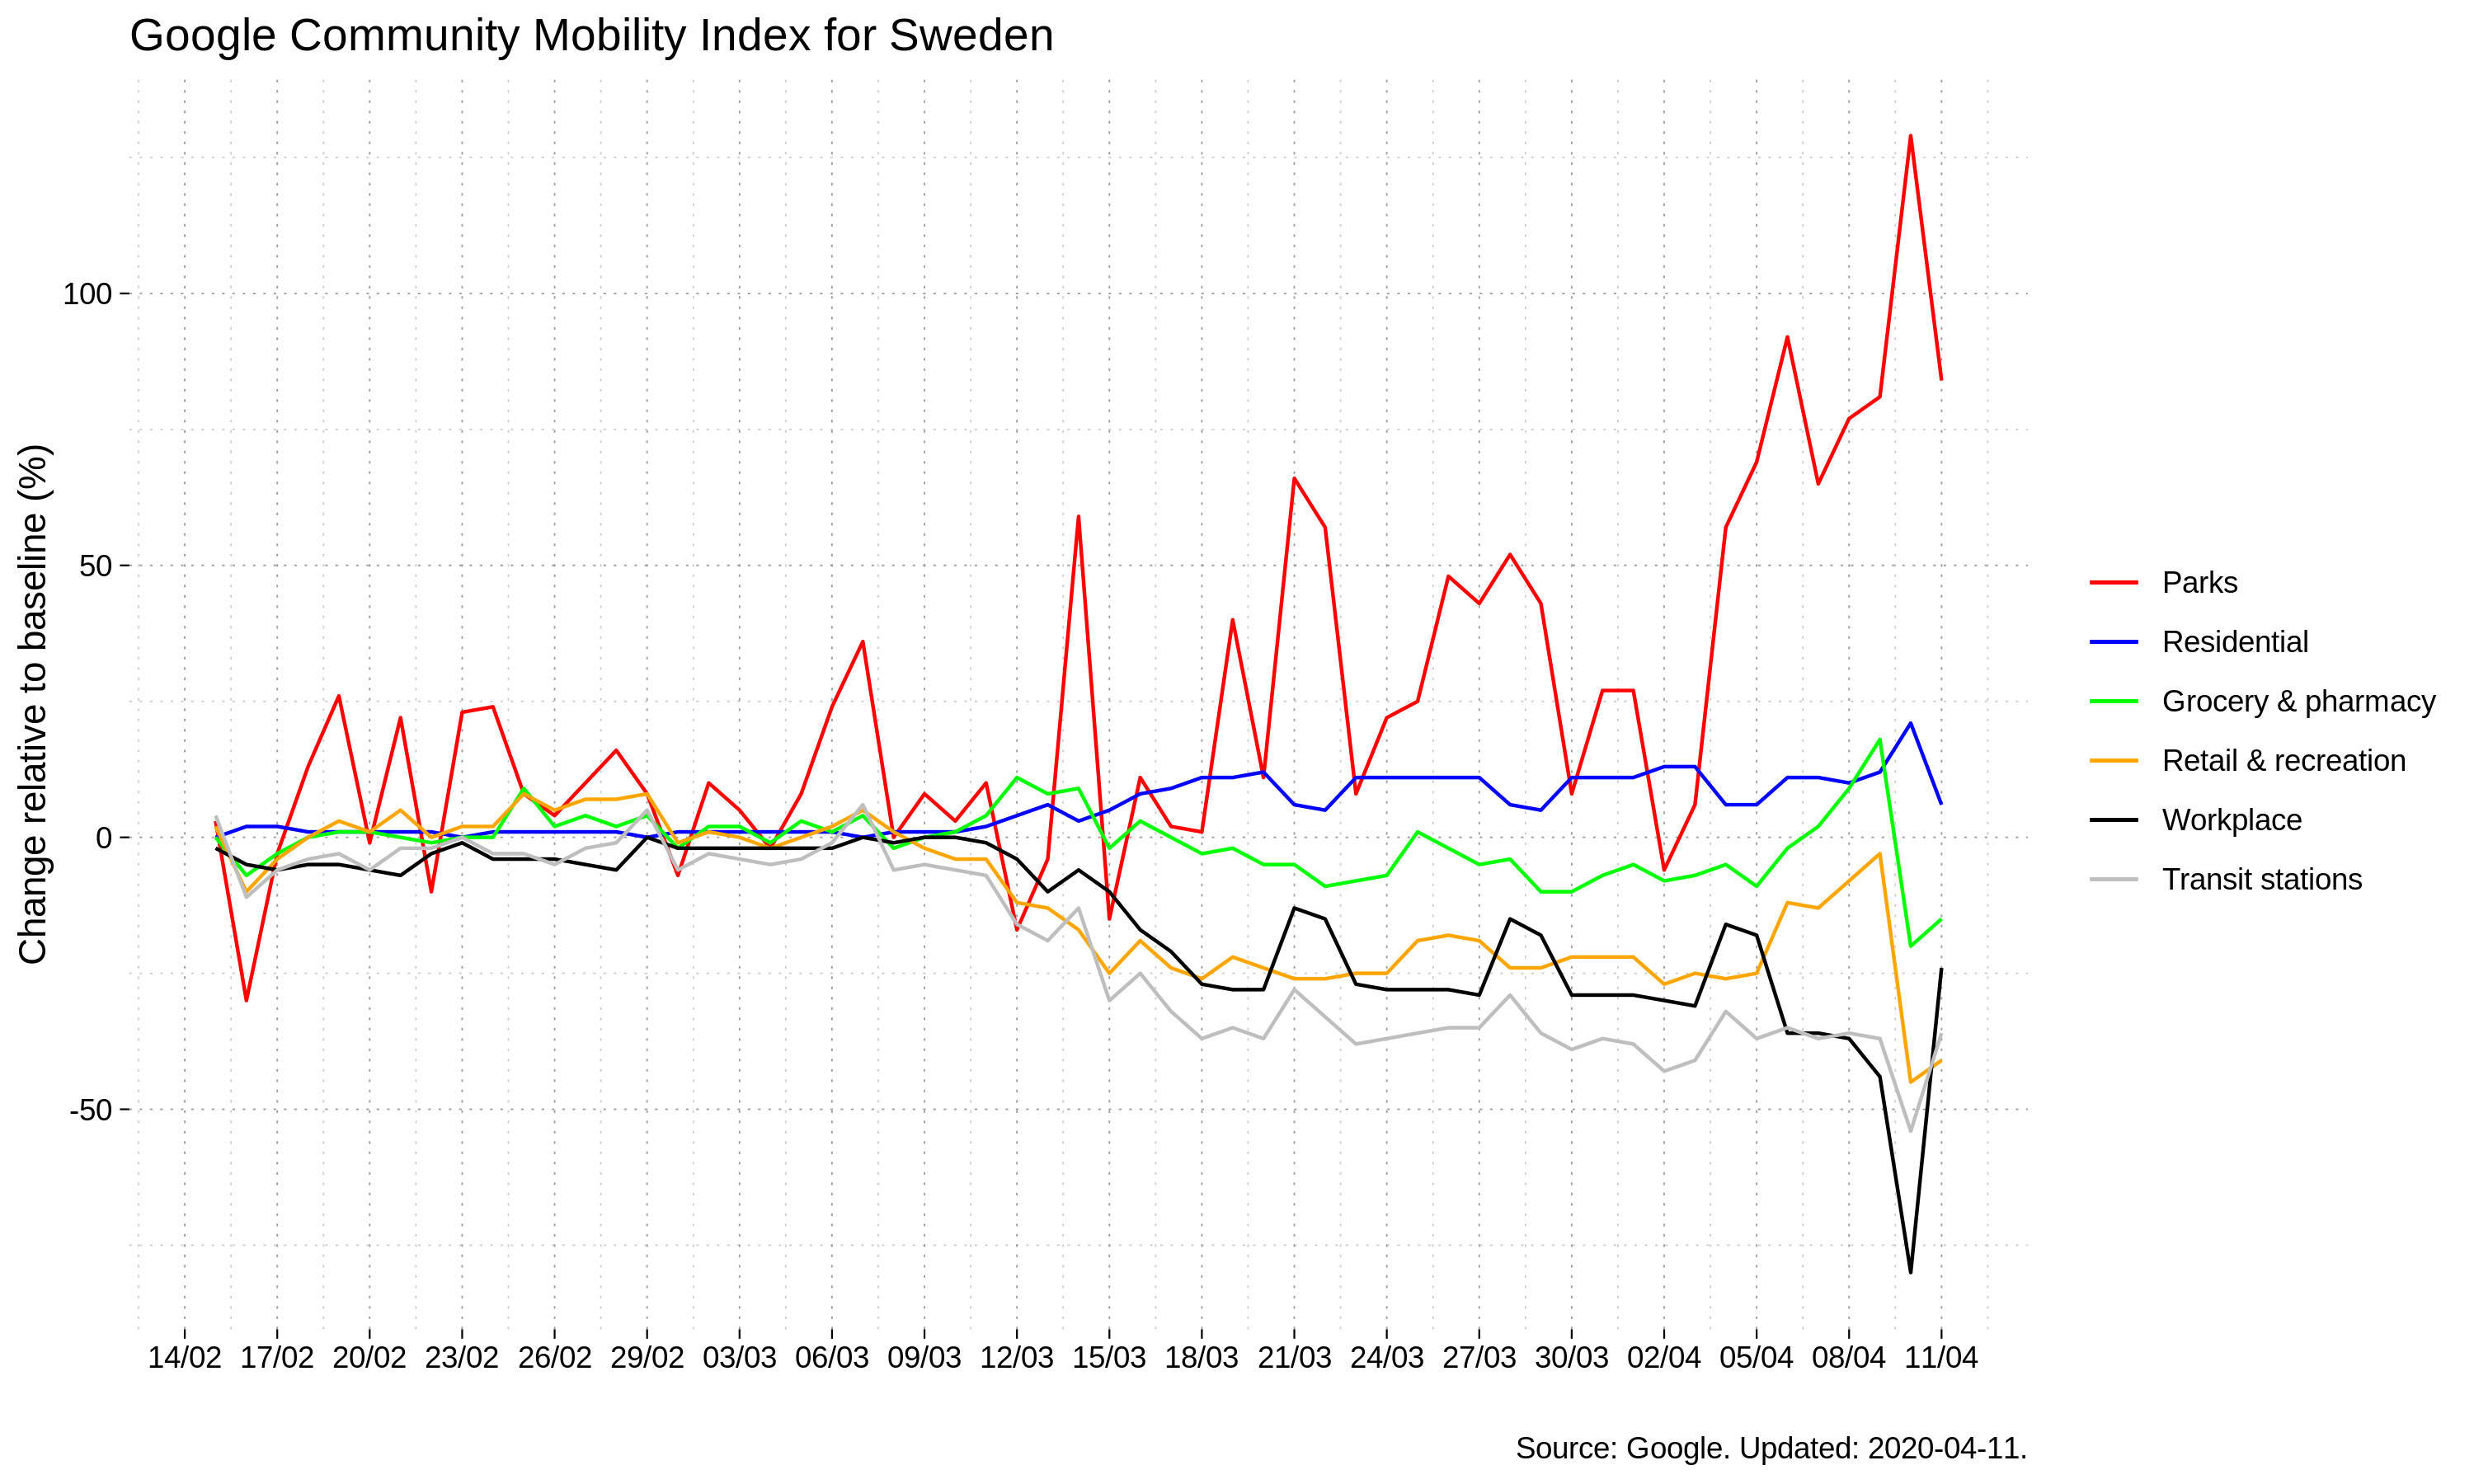 Google Community Mobility Index for Sweden
Change relative to baseline (%)
100
50
0
-50
14/02 17/02 20/02 23/02 26/02 29/02 03/03 06/03 09/03 12/03 15/03 18/03 21/03 24/03 27/03 30/03 02/04 05/04 08/04 11/04
Parks
Residential
Grocery & pharmacy
Retail & recreation
Workplace
Transit stations
Source: Google. Updated: 2020-04-11.